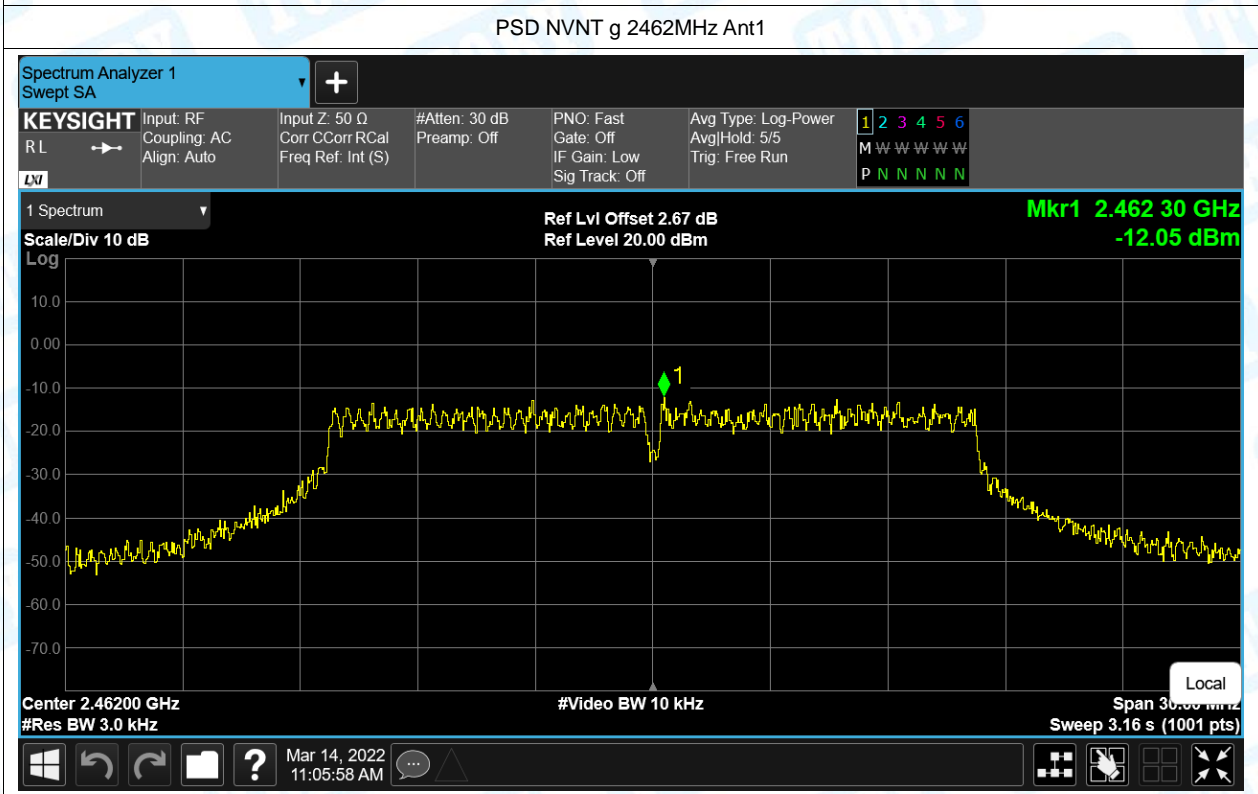 PSD NVNT g 2462MHz Ant1
Spectrum Analyzer 1
Swept SA
KEYSIGHT
R L
LXI
Input: RF
Coupling: AC
Align: Auto
Input Z: 50 Ω
Corr CCorr RCal
Freq Ref: Int (S)
#Atten: 30 dB
Preamp: Off
PNO: Fast
Gate: Off
IF Gain: Low
Sig Track: Off
Avg Type: Log-Power
Avg|Hold: 5/5
Trig: Free Run
1 2 3 4 5 6
M W W W W W
P N N N N N
1 Spectrum
Scale/Div 10 dB
Log
Ref Lvl Offset 2.67 dB
Ref Level 20.00 dBm
Mkr1 2.462 30 GHz
-12.05 dBm
10.0
0.00
-10.0
-20.0
-30.0
-40.0
-50.0
-60.0
-70.0
1
Local
Center 2.46200 GHz
#Res BW 3.0 kHz
#Video BW 10 kHz
Span 30.00 MHz
Sweep 3.16 s (1001 pts)
Mar 14, 2022
11:05:58 AM